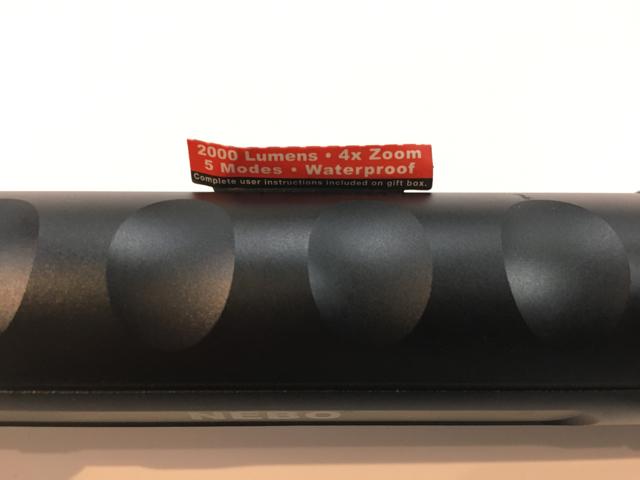 2000 Lumens • 4x Zoom
5 Modes • Waterproof
Complete user instructions included on gift box.
NEBO